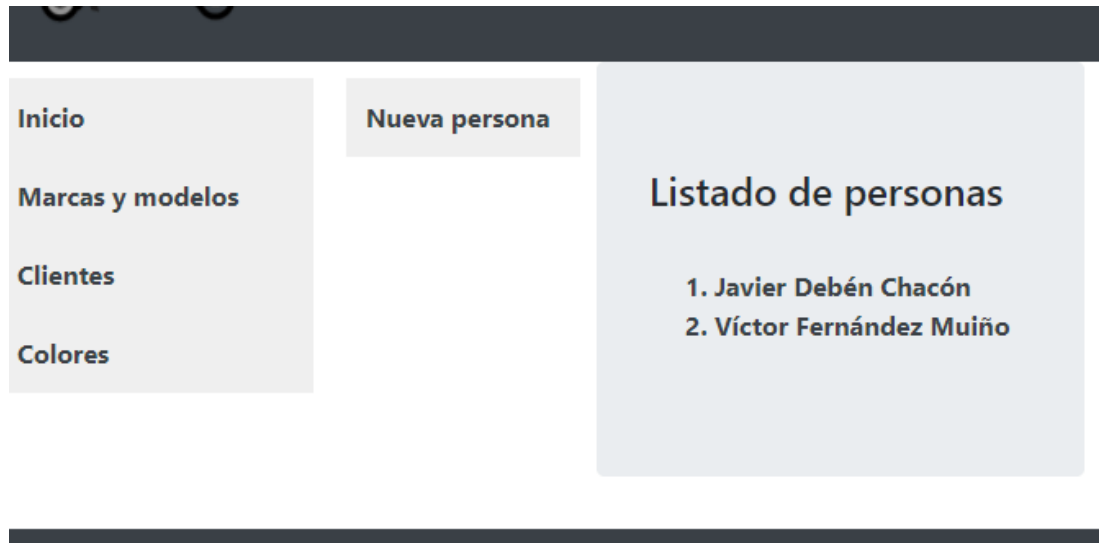 Inicio
Marcas y modelos
Clientes
Colores
Nueva persona
Listado de personas
1. Javier Debén Chacón
2. Víctor Fernández Muiño